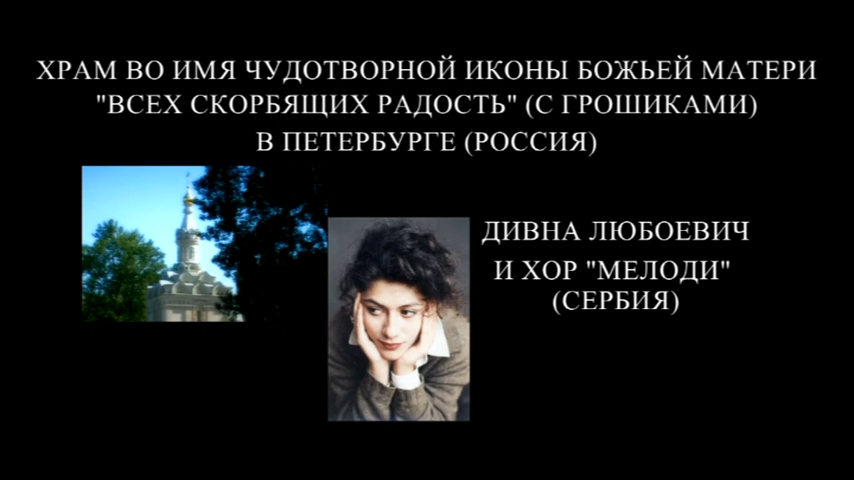 ХРАМ ВО ИМЯ ЧУДОТВОРНОЙ ИКОНЫ БОЖЬЕЙ МАТЕРИ
"ВСЕХ СКОРБЯЩИХ РАДОСТЬ" (С ГРОШИКАМИ)
В ПЕТЕРБУРГЕ (РОССИЯ)
ДИВНА ЛЮБОЕВИЧ
И ХОР "МЕЛОДИ"
(СЕРБИЯ)